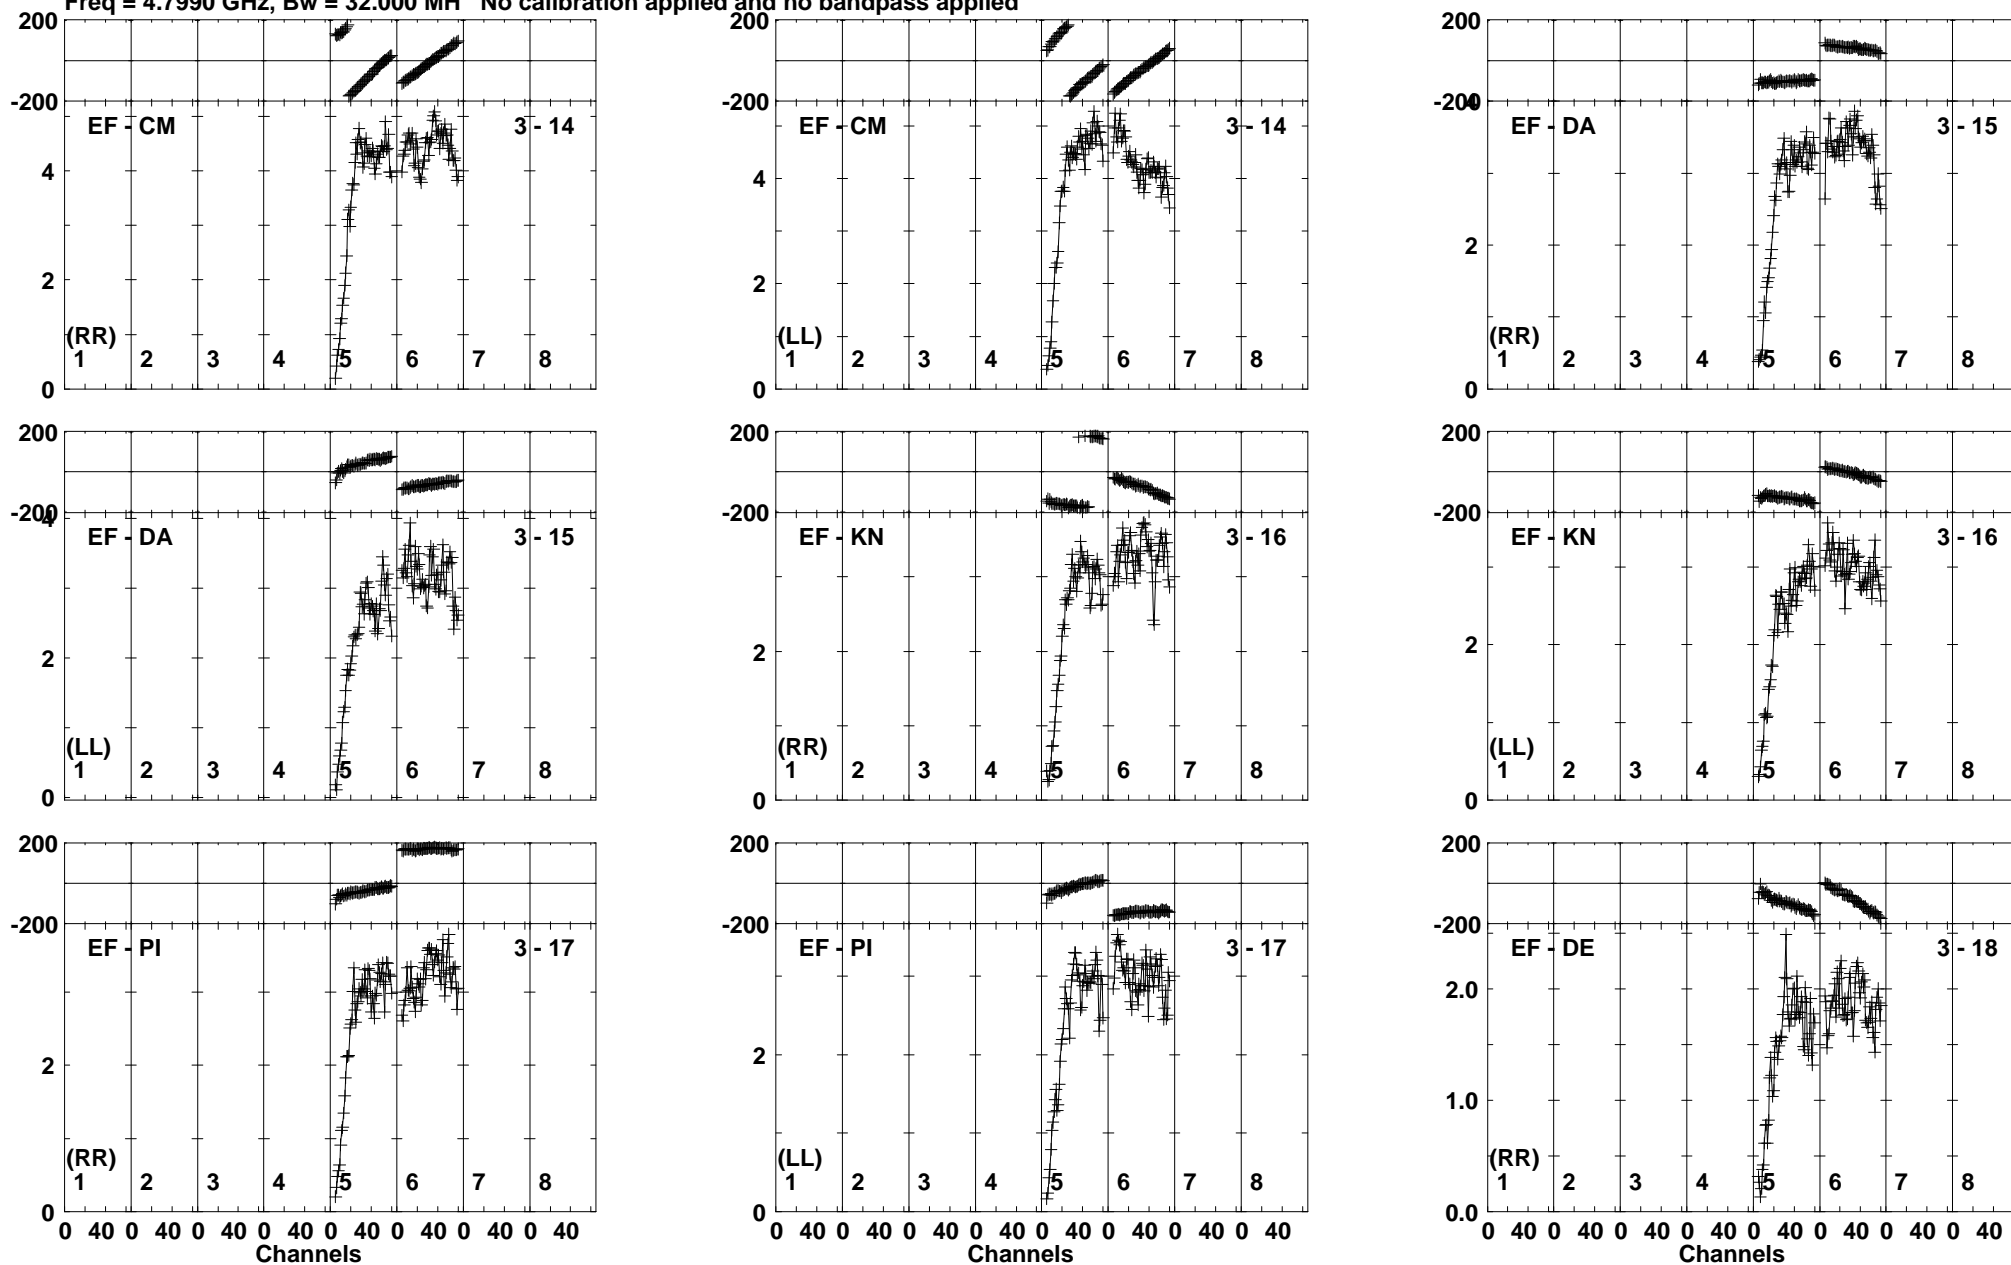 Freq = 4.7990 GHz, Bw = 32.000 MH No calibration applied and no bandpass applied
200 200 200
-200 -200 -200
EF - CM 3 - 14 EF - CM 3 - 14 4 EF - DA 3 - 15
4 4
2 2 2
(RR) (LL) (RR)
1 2 3 4 5 6 7 8 1 2 3 4 5 6 7 8 1 2 3 4 5 6 7 8
0 0 0
200 200 200
-200 -200 -200
4 EF - DA 3 - 15 EF - KN 3 - 16 EF - KN 3 - 16
2 2 2
(LL) (RR) (LL)
1 2 3 4 5 6 7 8 1 2 3 4 5 6 7 8 1 2 3 4 5 6 7 8
0 0 0
200 200 200
-200 -200 -200
EF - PI 3 - 17 EF - PI 3 - 17 EF - DE 3 - 18
2.0
2 2
1.0
(RR) (LL) (RR)
1 2 3 4 5 6 7 8 1 2 3 4 5 6 7 8 1 2 3 4 5 6 7 8
0 0 0.0
0 40 0 40 0 40 0 40 0 40 0 40 0 40 0 40 0 40 0 40 0 40 0 40 0 40 0 40 0 40 0 40 0 40 0 40 0 40 0 40 0 40 0 40 0 40 0 40
Channels Channels Channels